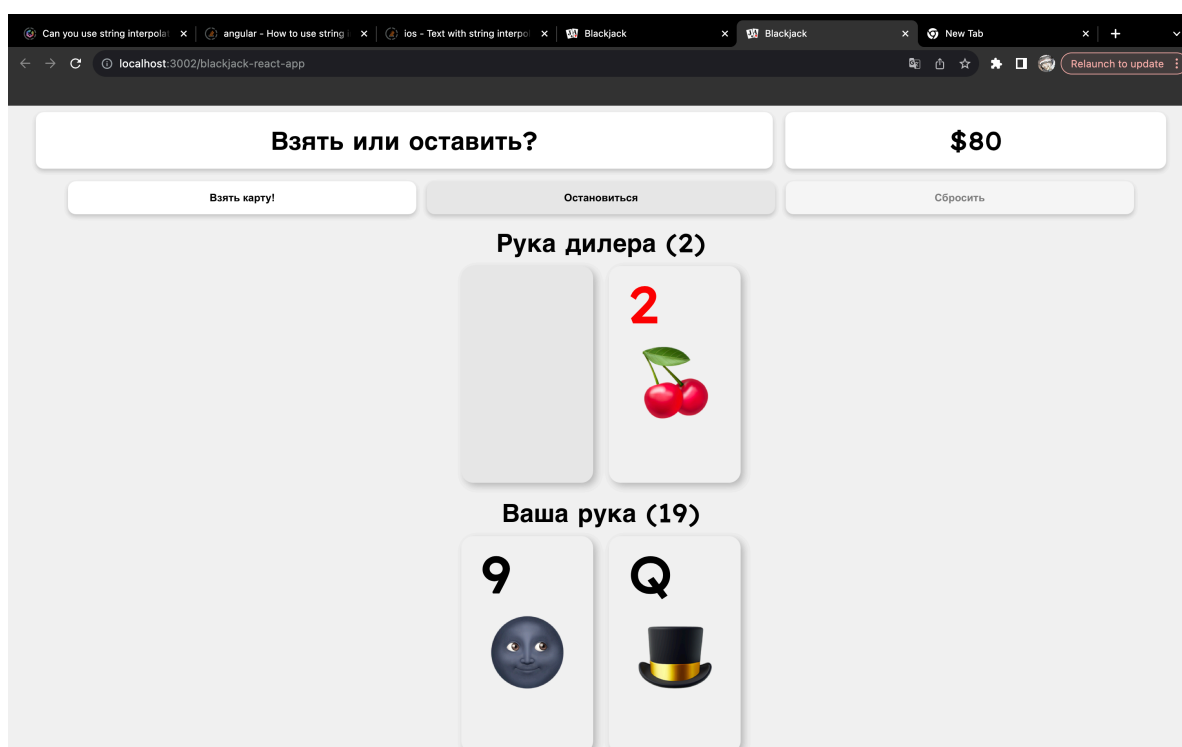 Can you use string interpolat
angular - How to use string i
ios - Text with string interpol
Blackjack
Blackjack
New Tab
localhost:3002/blackjack-react-app
Relaunch to update
Взять или оставить?
$80
Взять карту!
Остановиться
Сбросить
Рука дилера (2)
2
Ваша рука (19)
9
Q